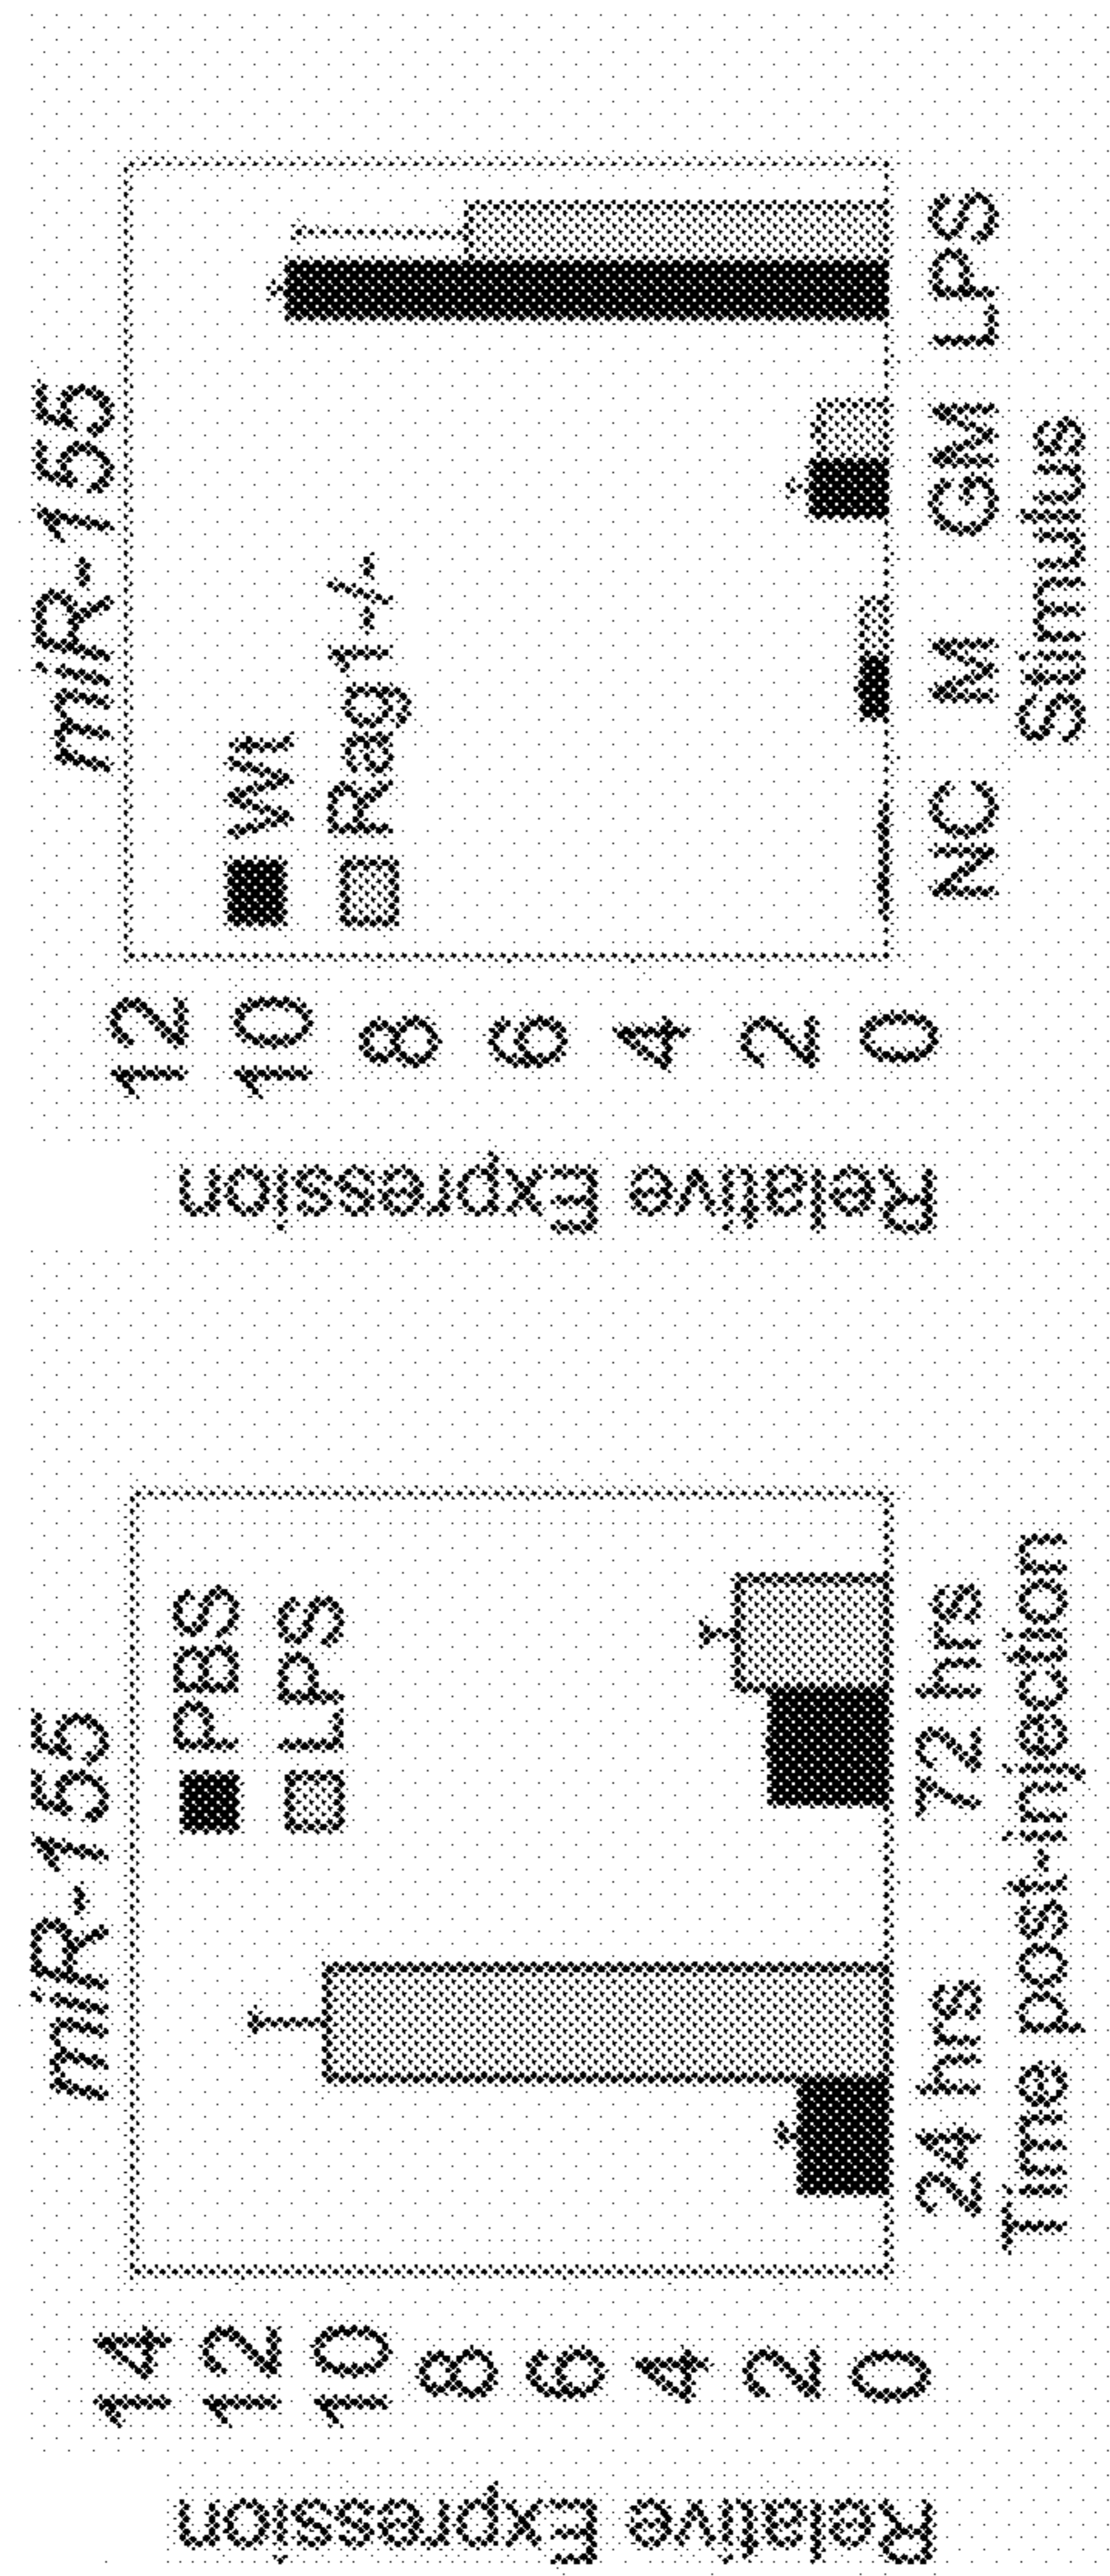 miR-155
Relative Expression
14
12
10
8
6
4
2
0
PBS
LPS
24 hrs
72 hrs
Time post-injection
miR-155
Relative Expression
12
10
8
6
4
2
0
Wt
Rag1-/-
NC M GM LPS
Stimulus